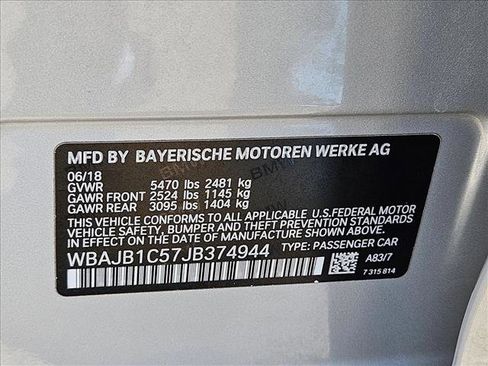 MFD BY BAYERISCHE MOTOREN WERKE AG
06/18
GVWR 5470 lbs 2481 kg
GAWR FRONT 2524 lbs 1145 kg
GAWR REAR 3095 lbs 1404 kg
THIS VEHICLE CONFORMS TO ALL APPLICABLE U.S.FEDERAL MOTOR
VEHICLE SAFETY, BUMPER AND THEFT PREVENTION STANDARDS
IN EFFECT ON THE DATE OF MANUFACTURE SHOWN ABOVE.
WBAJB1C57JB374944 TYPE: PASSENGER CAR
A83/7
7 315 814